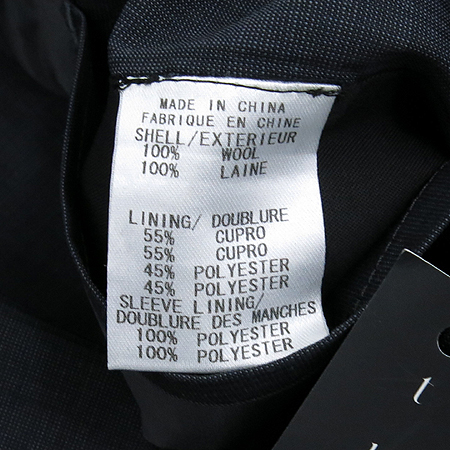 MADE IN CHINA
FABRIQUE EN CHINE
SHELL/EXTERIEUR
100% WOOL
100% LAINE
LINING/ DOUBLURE
55% CUPRO
55% CUPRO
45% POLYESTER
45% POLYESTER
SLEEVE LINING/
DOUBLURE DES MANCHES
100% POLYESTER
100% POLYESTER
t